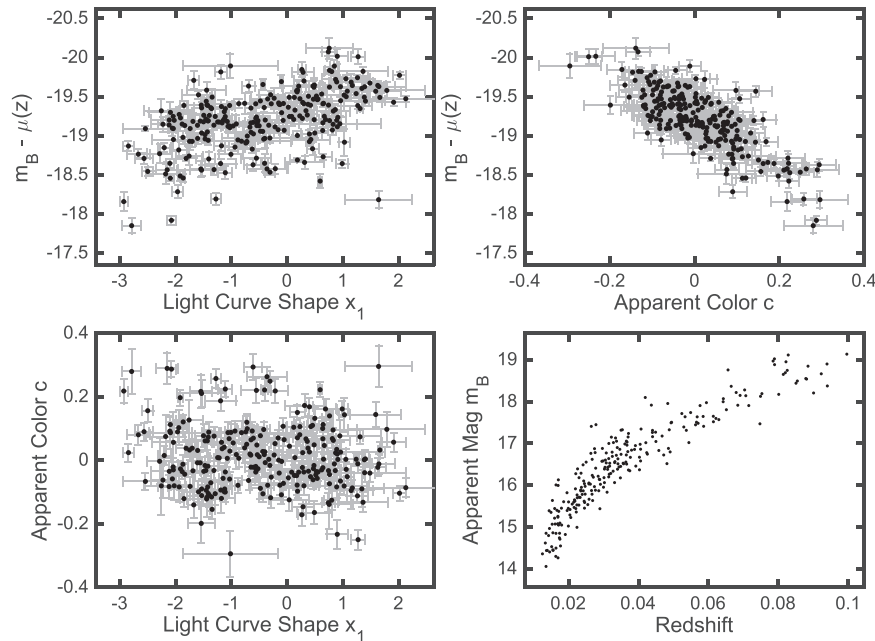 -20
-19.5
-19
-18.5
-18
-17.5
m_B - μ(z)
-3 -2 -1 0 1 2
Light Curve Shape x_1
-20
-19.5
-19
-18.5
-18
-17.5
m_B - μ(z)
-0.4 -0.2 0 0.2 0.4
Apparent Color c
0.4
0.2
0
-0.2
-0.4
Apparent Color c
-3 -2 -1 0 1 2
Light Curve Shape x_1
19
18
17
16
15
14
Apparent Mag m_B
0.02 0.04 0.06 0.08 0.1
Redshift